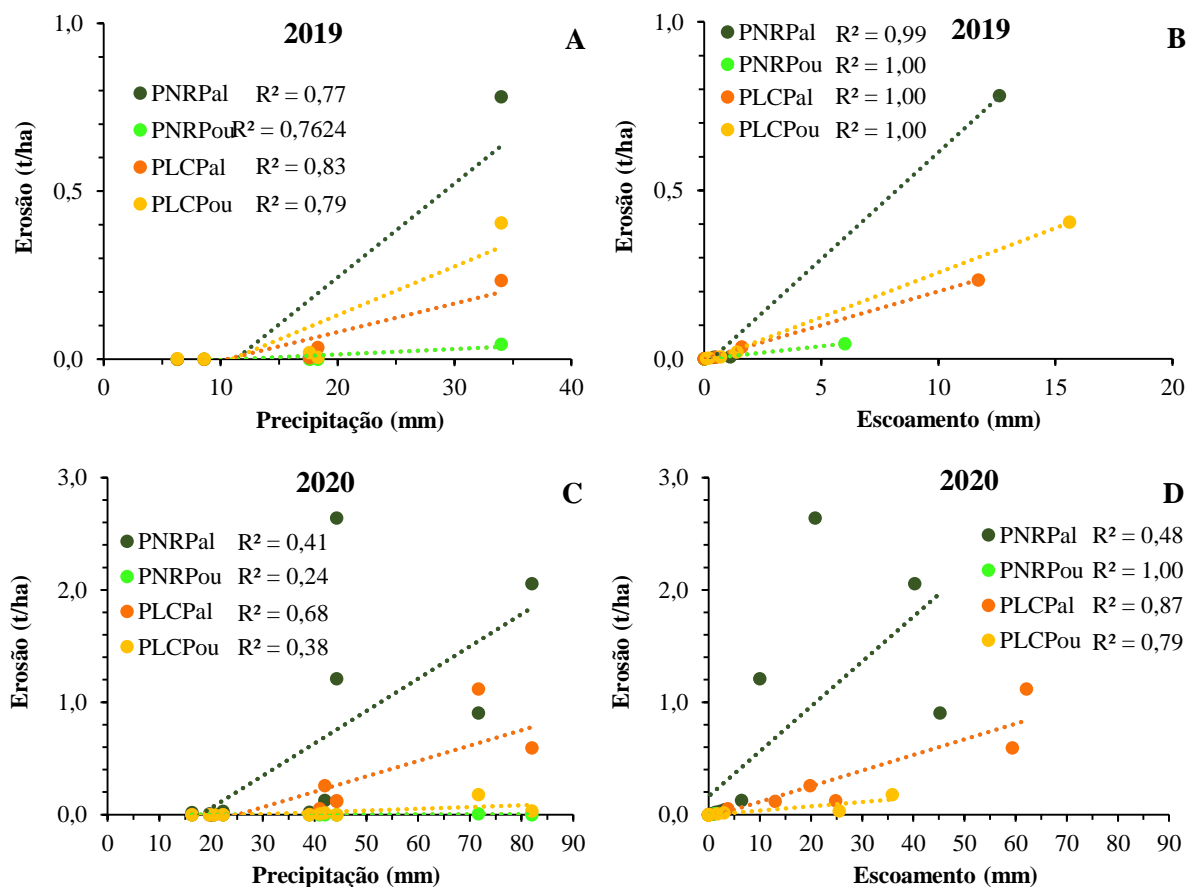 1,0
2019
A
PNRPal R² = 0,77
PNRPou R² = 0,7624
PLCPal R² = 0,83
PLCPou R² = 0,79
0,5
0,0
Erosão (t/ha)
0 10 20 30 40
Precipitação (mm)
1,0
2019
B
PNRPal R² = 0,99
PNRPou R² = 1,00
PLCPal R² = 1,00
PLCPou R² = 1,00
0,5
0,0
Erosão (t/ha)
0 5 10 15 20
Escoamento (mm)
3,0
2020
C
PNRPal R² = 0,41
PNRPou R² = 0,24
PLCPal R² = 0,68
PLCPou R² = 0,38
2,0
1,0
0,0
Erosão (t/ha)
0 10 20 30 40 50 60 70 80 90
Precipitação (mm)
3,0
2020
D
PNRPal R² = 0,48
PNRPou R² = 1,00
PLCPal R² = 0,87
PLCPou R² = 0,79
2,0
1,0
0,0
Erosão (t/ha)
0 10 20 30 40 50 60 70 80 90
Escoamento (mm)